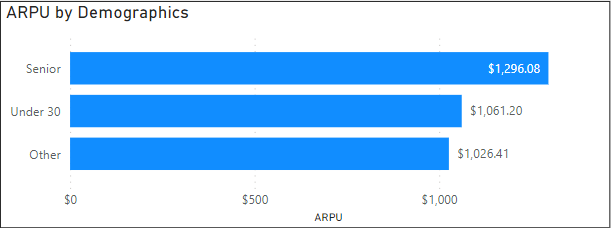 ARPU by Demographics
Senior $1,296.08
Under 30 $1,061.20
Other $1,026.41
$0 $500 $1,000
ARPU